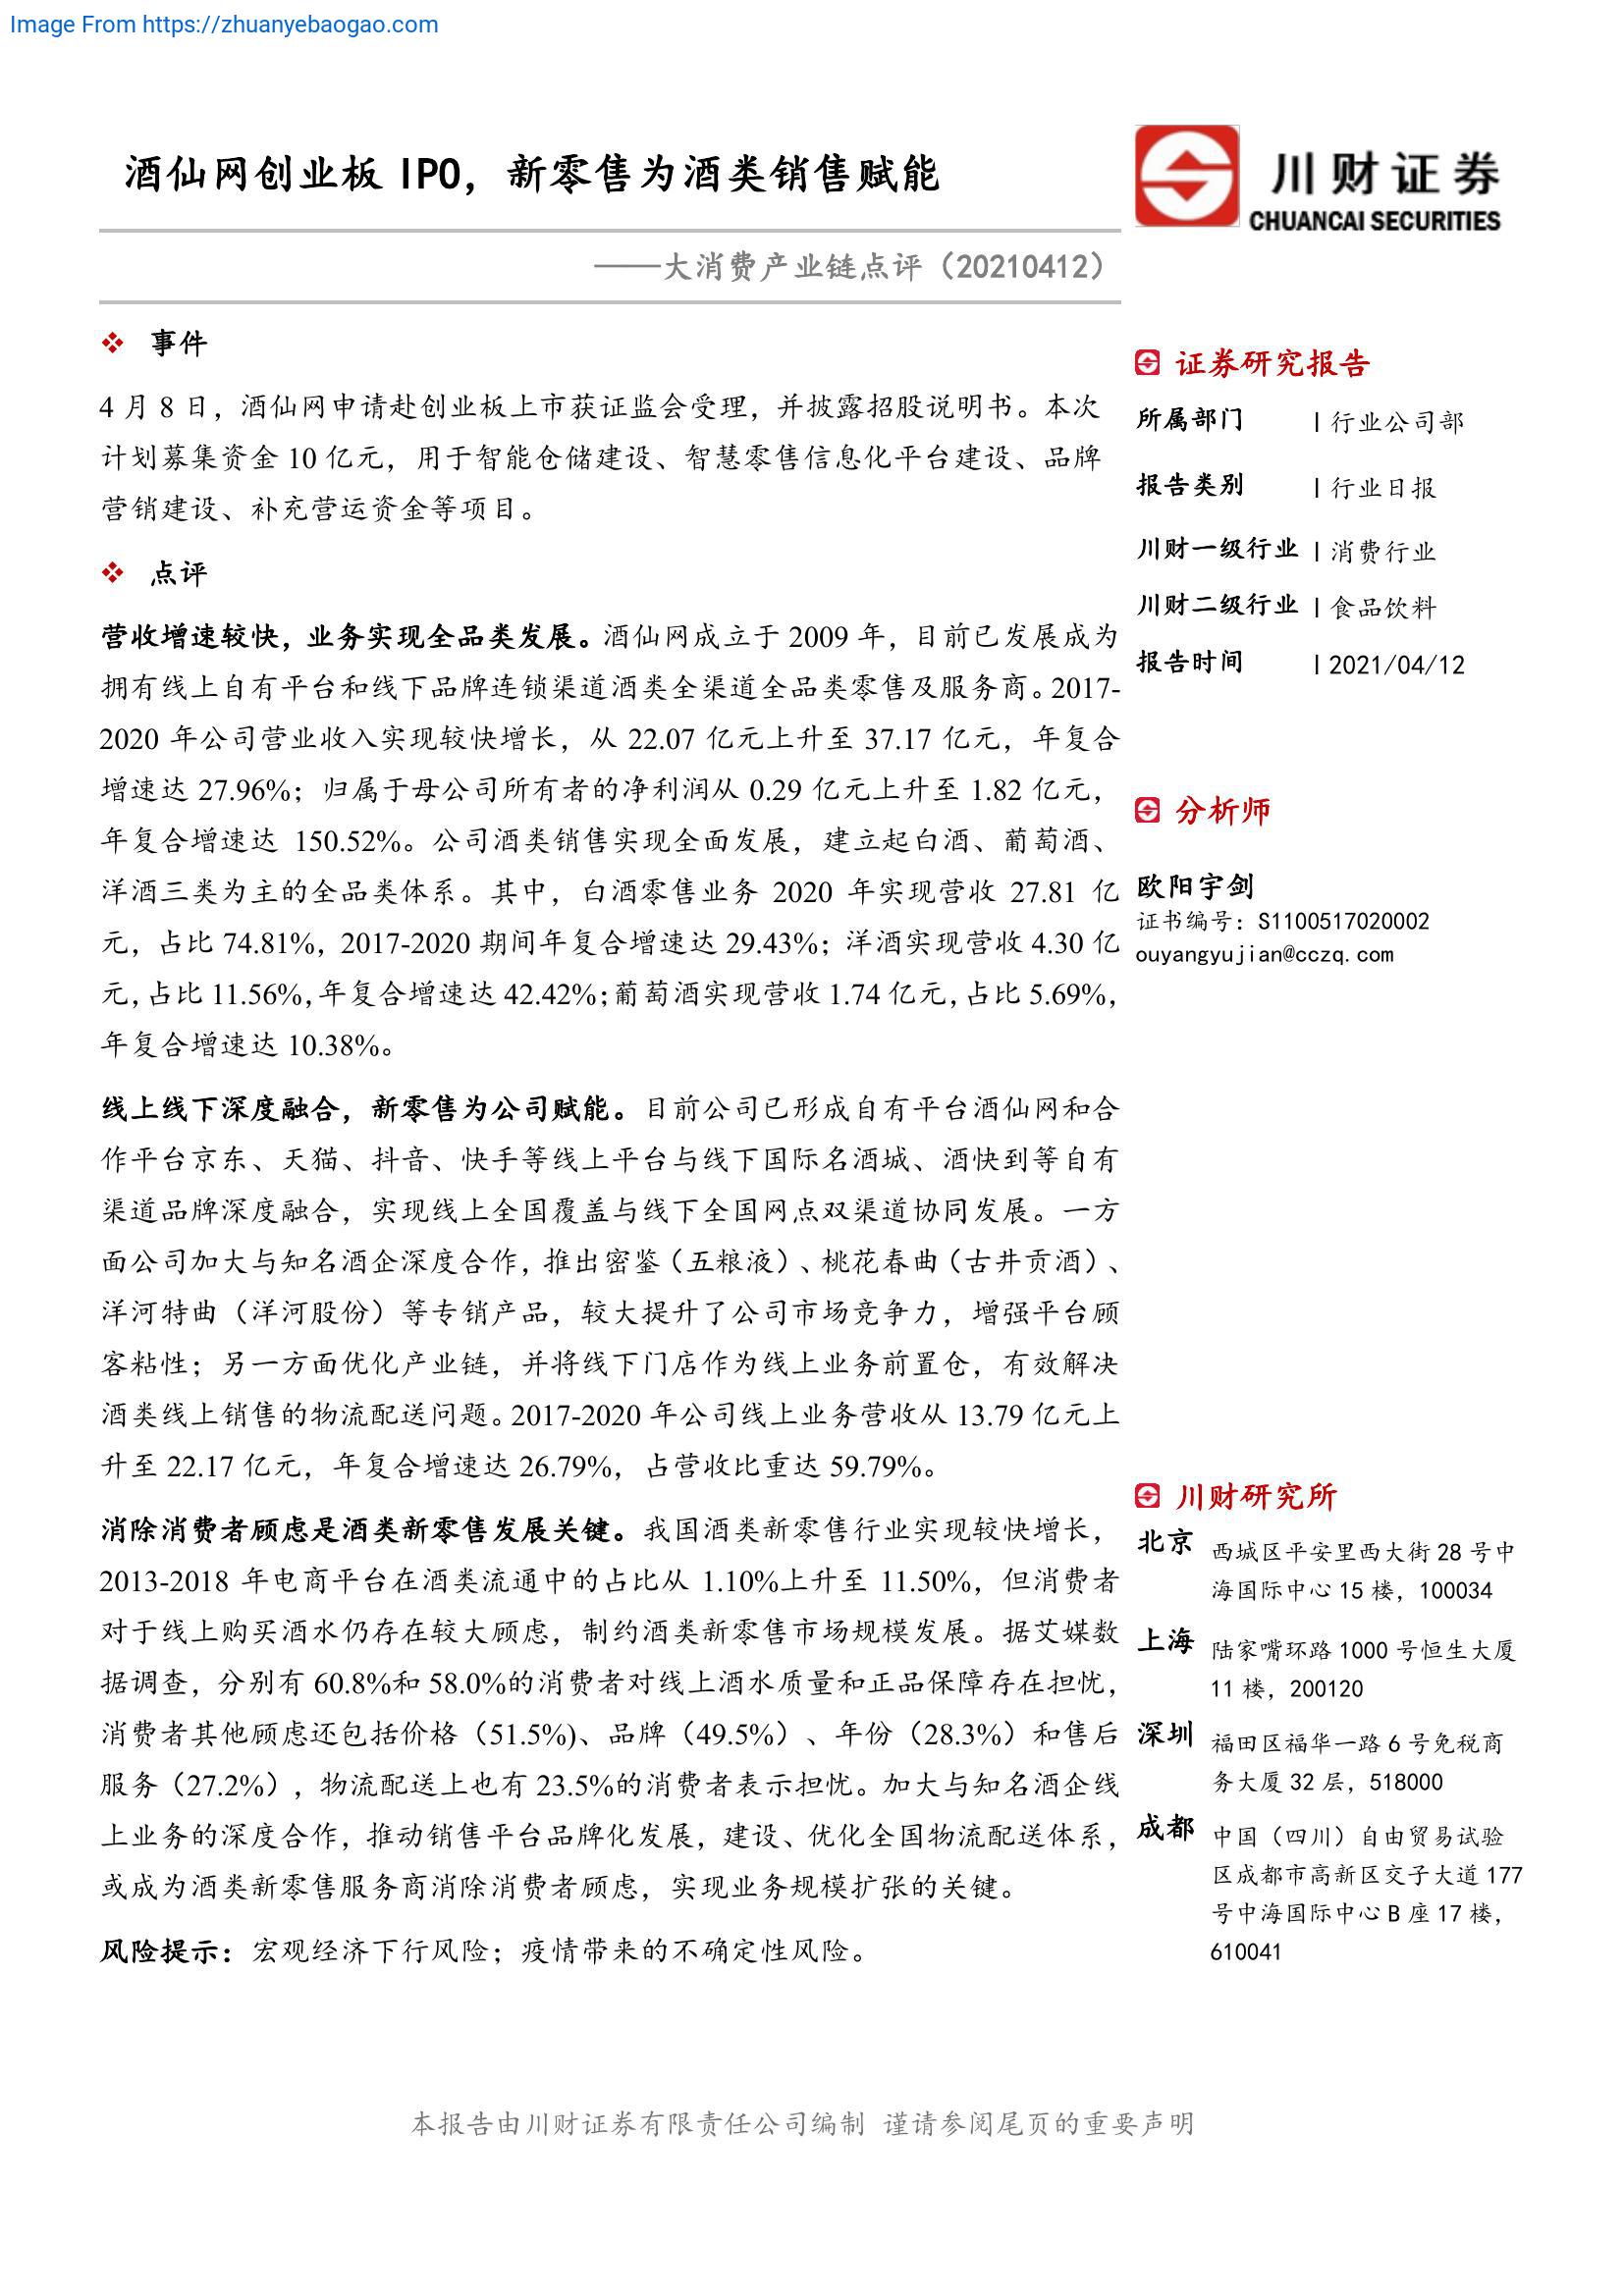 Image From https://zhuanyebaogao.com
酒仙网创业板 IPO，新零售为酒类销售赋能
——大消费产业链点评（20210412）
川财证券
CHUANCAI SECURITIES
❖ 事件
4 月 8 日，酒仙网申请赴创业板上市获证监会受理，并披露招股说明书。本次
计划募集资金 10 亿元，用于智能仓储建设、智慧零售信息化平台建设、品牌
营销建设、补充营运资金等项目。
❖ 点评
营收增速较快，业务实现全品类发展。酒仙网成立于 2009 年，目前已发展成为
拥有线上自有平台和线下品牌连锁渠道酒类全渠道全品类零售及服务商。2017-
2020 年公司营业收入实现较快增长，从 22.07 亿元上升至 37.17 亿元，年复合
增速达 27.96%；归属于母公司所有者的净利润从 0.29 亿元上升至 1.82 亿元，
年复合增速达 150.52%。公司酒类销售实现全面发展，建立起白酒、葡萄酒、
洋酒三类为主的全品类体系。其中，白酒零售业务 2020 年实现营收 27.81 亿
元，占比 74.81%，2017-2020 期间年复合增速达 29.43%；洋酒实现营收 4.30 亿
元，占比 11.56%，年复合增速达 42.42%；葡萄酒实现营收 1.74 亿元，占比 5.69%，
年复合增速达 10.38%。
线上线下深度融合，新零售为公司赋能。目前公司已形成自有平台酒仙网和合
作平台京东、天猫、抖音、快手等线上平台与线下国际名酒城、酒快到等自有
渠道品牌深度融合，实现线上全国覆盖与线下全国网点双渠道协同发展。一方
面公司加大与知名酒企深度合作，推出密鉴（五粮液）、桃花春曲（古井贡酒）、
洋河特曲（洋河股份）等专销产品，较大提升了公司市场竞争力，增强平台顾
客粘性；另一方面优化产业链，并将线下门店作为线上业务前置仓，有效解决
酒类线上销售的物流配送问题。2017-2020 年公司线上业务营收从 13.79 亿元上
升至 22.17 亿元，年复合增速达 26.79%，占营收比重达 59.79%。
消除消费者顾虑是酒类新零售发展关键。我国酒类新零售行业实现较快增长，
2013-2018 年电商平台在酒类流通中的占比从 1.10%上升至 11.50%，但消费者
对于线上购买酒水仍存在较大顾虑，制约酒类新零售市场规模发展。据艾媒数
据调查，分别有 60.8%和 58.0%的消费者对线上酒水质量和正品保障存在担忧，
消费者其他顾虑还包括价格（51.5%)、品牌（49.5%）、年份（28.3%）和售后
服务（27.2%），物流配送上也有 23.5%的消费者表示担忧。加大与知名酒企线
上业务的深度合作，推动销售平台品牌化发展，建设、优化全国物流配送体系，
或成为酒类新零售服务商消除消费者顾虑，实现业务规模扩张的关键。
风险提示：宏观经济下行风险；疫情带来的不确定性风险。
证券研究报告
所属部门 | 行业公司部
报告类别 | 行业日报
川财一级行业 | 消费行业
川财二级行业 | 食品饮料
报告时间 | 2021/04/12
分析师
欧阳宇剑
证书编号：S1100517020002
ouyangyujian@cczq.com
川财研究所
北京 西城区平安里西大街 28 号中
海国际中心 15 楼，100034
上海 陆家嘴环路 1000 号恒生大厦
11 楼，200120
深圳 福田区福华一路 6 号免税商
务大厦 32 层，518000
成都 中国（四川）自由贸易试验
区成都市高新区交子大道 177
号中海国际中心 B 座 17 楼，
610041
本报告由川财证券有限责任公司编制 谨请参阅尾页的重要声明